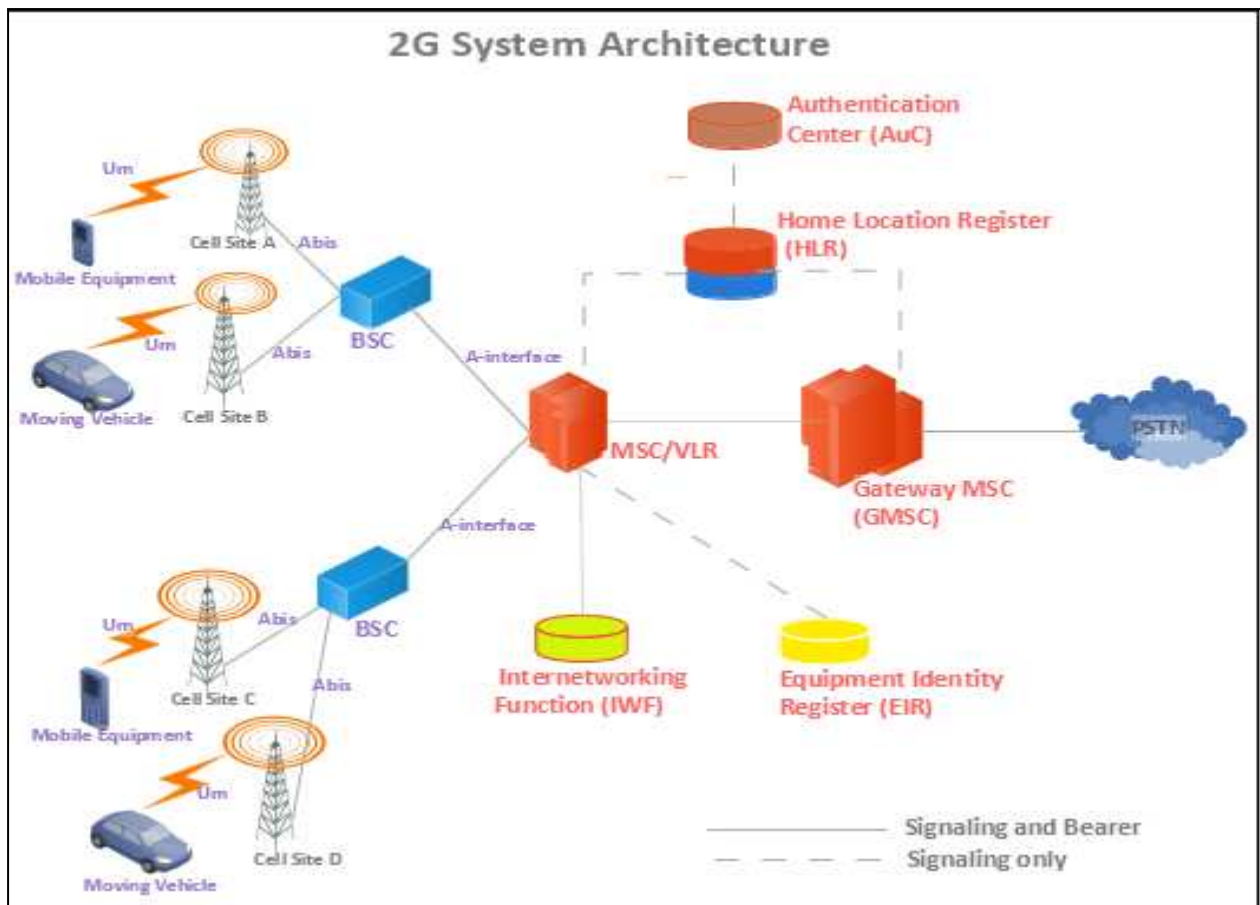 2G System Architecture
Authentication
Center (AuC)
Um
Cell Site A
Abis
Mobile Equipment
Home Location Register
(HLR)
BSC
Um
Abis
A-interface
Moving Vehicle
Cell Site B
MSC/VLR
PSTN
Gateway MSC
(GMSC)
A-interface
Um
Abis
BSC
Cell Site C
Abis
Mobile Equipment
Internetworking
Function (IWF)
Equipment Identity
Register (EIR)
Um
Cell Site D
Moving Vehicle
Signaling and Bearer
Signaling only